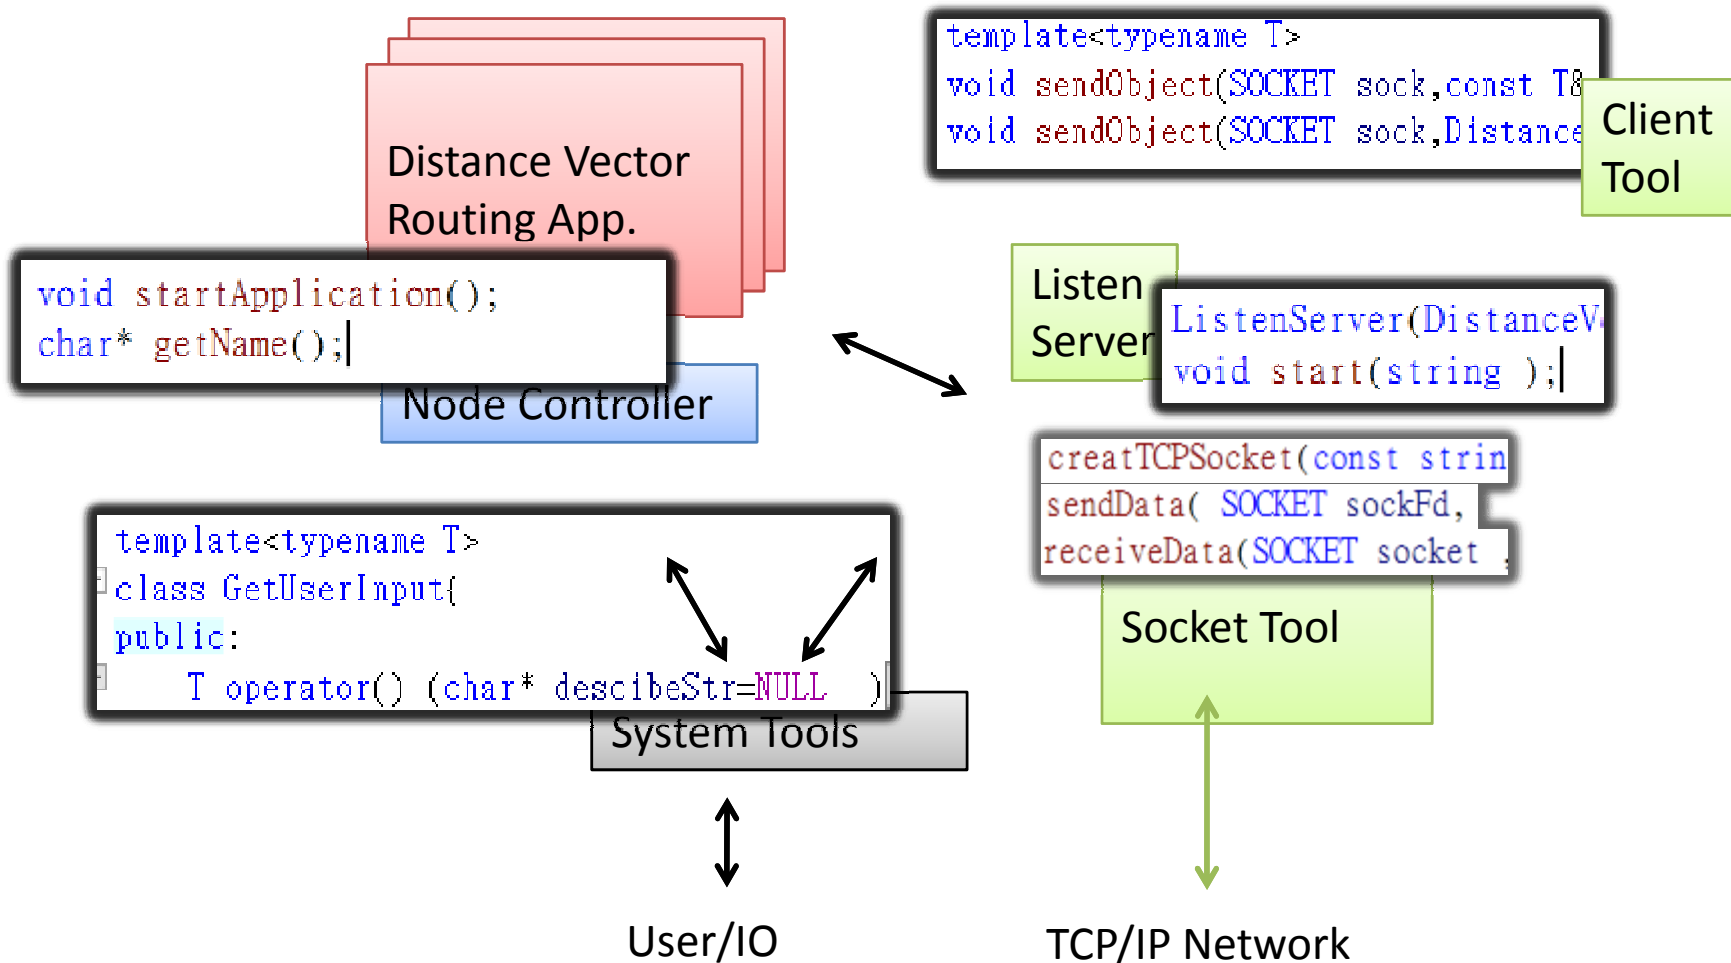 template<typename T>
void sendObject(SOCKET sock,const T&
void sendObject(SOCKET sock,Distance
Client
Tool
Distance Vector
Routing App.
void startApplication();
char* getName();
Node Controller
Listen
Server
ListenServer(DistanceV
void start(string );
creatTCPSocket(const strin
sendData( SOCKET sockFd,
receiveData(SOCKET socket ,
Socket Tool
template<typename T>
class GetUserInput{
public:
T operator() (char* descibeStr=NULL )
System Tools
User/IO
TCP/IP Network